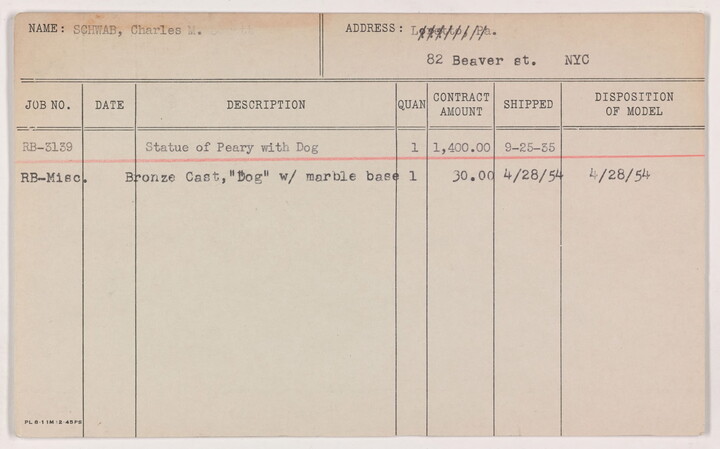 NAME: SCHWAB, Charles M. ADDRESS: Loretto, Pa.
82 Beaver st. NYC
JOB NO. DATE DESCRIPTION QUAN CONTRACT AMOUNT SHIPPED DISPOSITION OF MODEL
RB-3139 Statue of Peary with Dog 1 1,400.00 9-25-35
RB-Misc. Bronze Cast,"Dog" w/ marble base 1 30.00 4/28/54 4/28/54